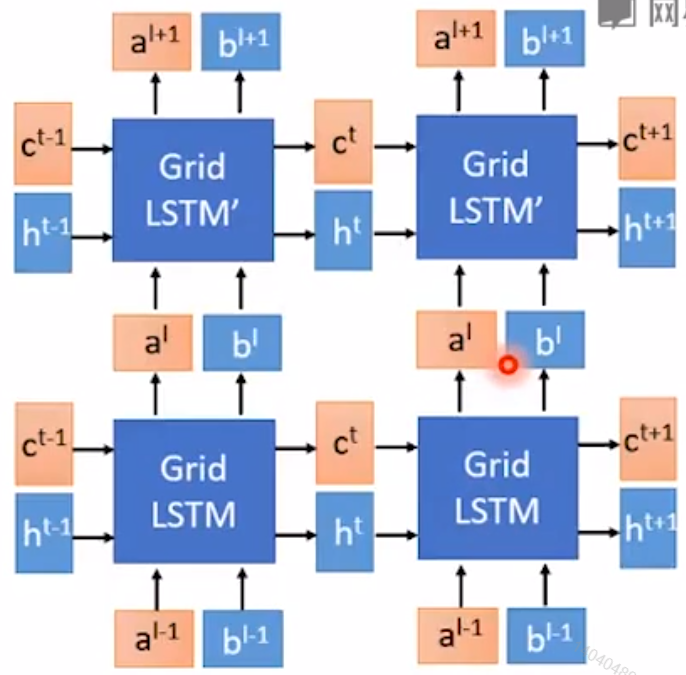 a^{l+1} b^{l+1} a^{l+1} b^{l+1}
c^{t-1} Grid LSTM’ c^t Grid LSTM’ c^{t+1}
h^{t-1} h^t h^{t+1}
a^l b^l a^l b^l
c^{t-1} Grid LSTM c^t Grid LSTM c^{t+1}
h^{t-1} h^t h^{t+1}
a^{l-1} b^{l-1} a^{l-1} b^{l-1}